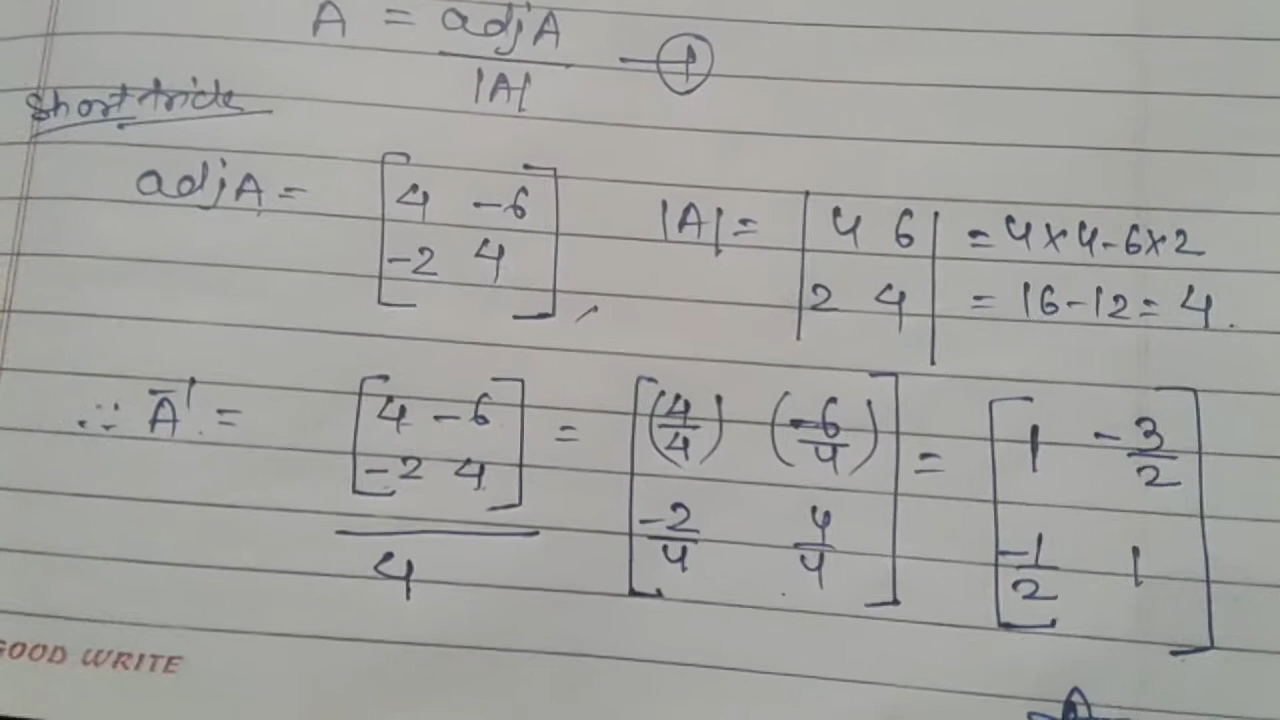 A = adjA / |A| — ①
Short trick
adjA = [4 -6; -2 4], |A| = |4 6; 2 4| = 4×4-6×2
= 16-12 = 4.
∴ A⁻¹ = [4 -6; -2 4] / 4 = [(4/4) (-6/4); -2/4 4/4] = [1 -3/2; -1/2 1]
GOOD WRITE